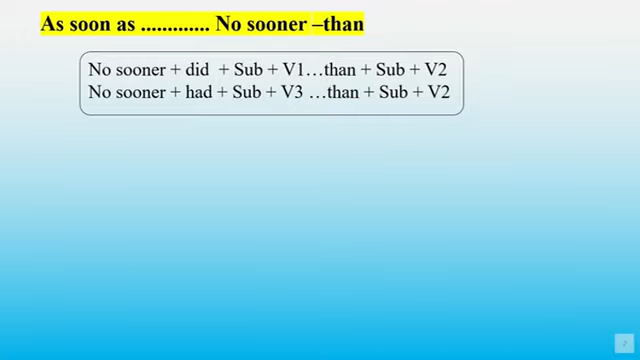 As soon as ............. No sooner –than
No sooner + did + Sub + V1…than + Sub + V2
No sooner + had + Sub + V3 …than + Sub + V2
2